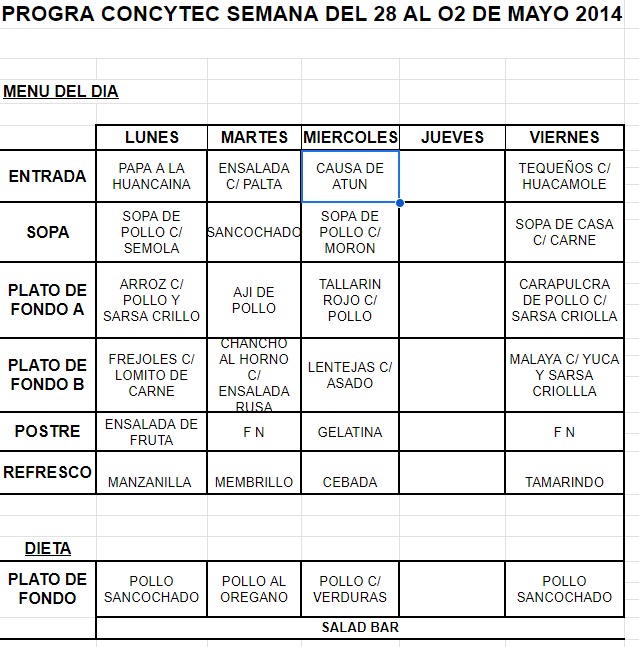 PROGRA CONCYTEC SEMANA DEL 28 AL O2 DE MAYO 2014
MENU DEL DIA
LUNES MARTES MIERCOLES JUEVES VIERNES
ENTRADA
PAPA A LA
HUANCAINA
ENSALADA
C/ PALTA
CAUSA DE
ATUN
TEQUEÑOS C/
HUACAMOLE
SOPA
SOPA DE
POLLO C/
SEMOLA
SANCOCHADO
SOPA DE
POLLO C/
MORON
SOPA DE CASA
C/ CARNE
PLATO DE
FONDO A
ARROZ C/
POLLO Y
SARSA CRILLO
AJI DE
POLLO
TALLARIN
ROJO C/
POLLO
CARAPULCRA
DE POLLO C/
SARSA CRIOLLA
PLATO DE
FONDO B
FREJOLES C/
LOMITO DE
CARNE
CHANCHO
AL HORNO
C/
ENSALADA
RUSA
LENTEJAS C/
ASADO
MALAYA C/ YUCA
Y SARSA
CRIOLLLA
POSTRE
ENSALADA DE
FRUTA
F N
GELATINA
F N
REFRESCO
MANZANILLA
MEMBRILLO
CEBADA
TAMARINDO
DIETA
PLATO DE
FONDO
POLLO
SANCOCHADO
POLLO AL
OREGANO
POLLO C/
VERDURAS
POLLO
SANCOCHADO
SALAD BAR